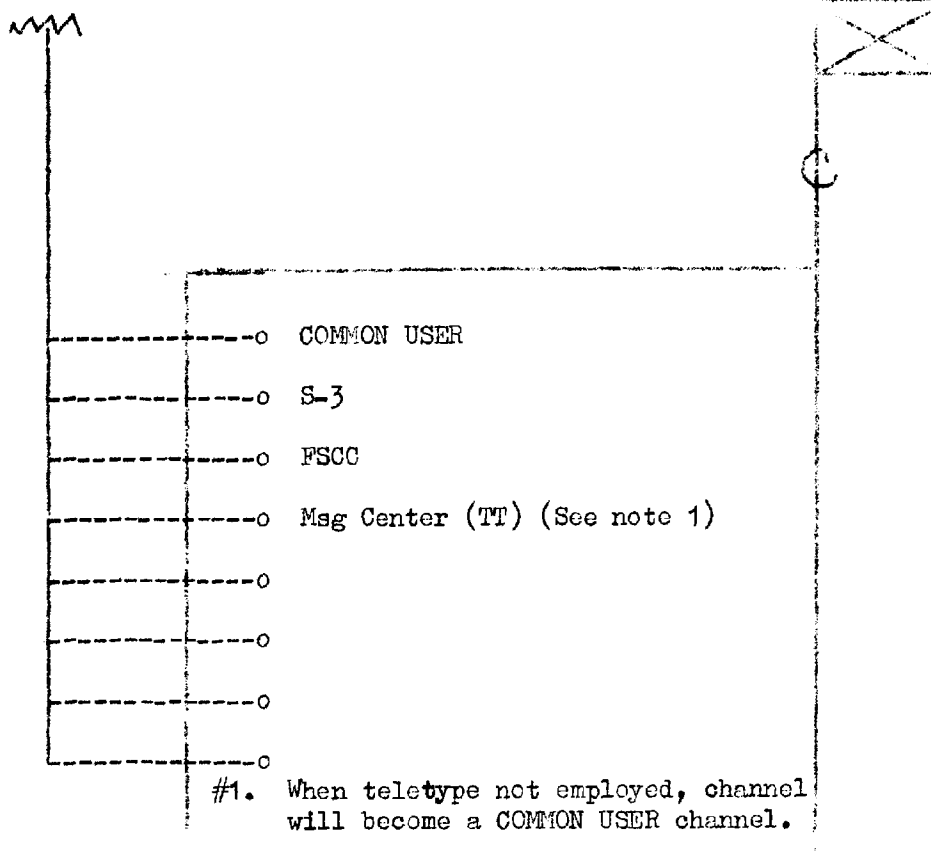 COMMON USER
S-3
FSCC
Msg Center (TT) (See note 1)
#1. When teletype not employed, channel
will become a COMMON USER channel.